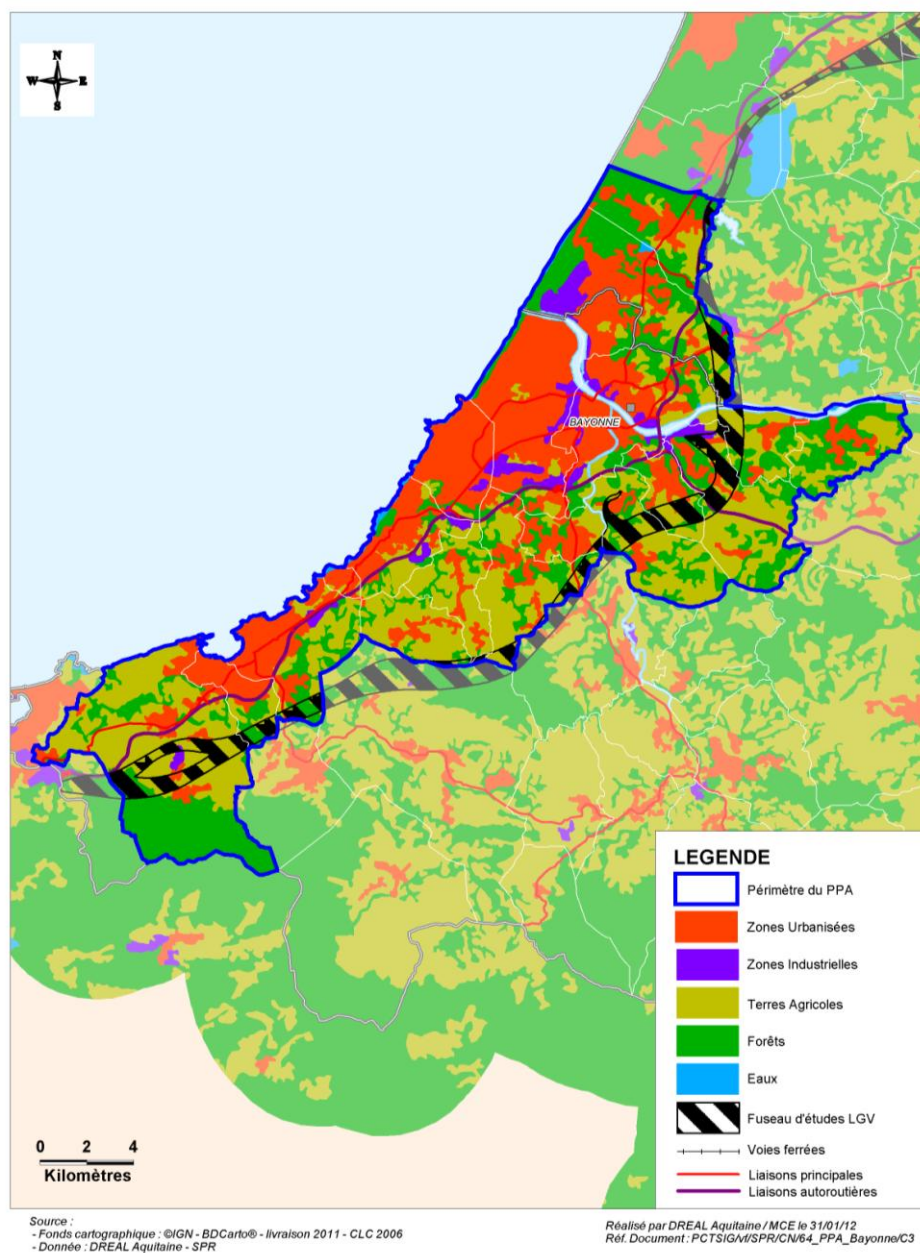 N
W E
S
BAYONNE
LEGENDE
Périmètre du PPA
Zones Urbanisées
Zones Industrielles
Terres Agricoles
Forêts
Eaux
Fuseau d'études LGV
Voies ferrées
Liaisons principales
Liaisons autoroutières
0 2 4
Kilomètres
Source :
- Fonds cartographique : ©IGN - BDCarto® - livraison 2011 - CLC 2006
- Donnée : DREAL Aquitaine - SPR
Réalisé par DREAL Aquitaine / MCE le 31/01/12
Réf. Document : PCTSIG/vf/SPR/CN/64_PPA_Bayonne/C3